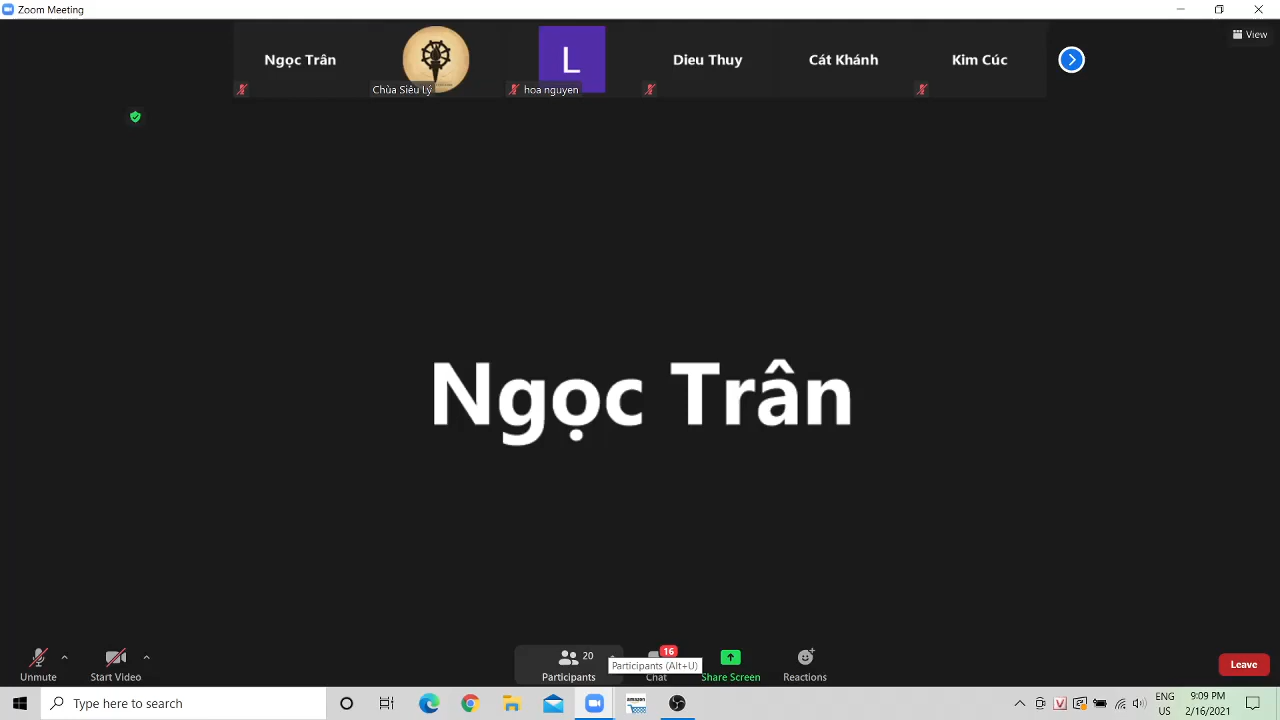 Zoom Meeting
View
Ngọc Trân
Chùa Siêu Lý
L
hoa nguyen
Dieu Thuy
Cát Khánh
Kim Cúc
Ngọc Trân
Unmute
Start Video
20
Participants
Participants (Alt+U)
16
Chat
Share Screen
Reactions
Leave
Type here to search
amazon
V
ENG
US
9:09 PM
2/16/2021